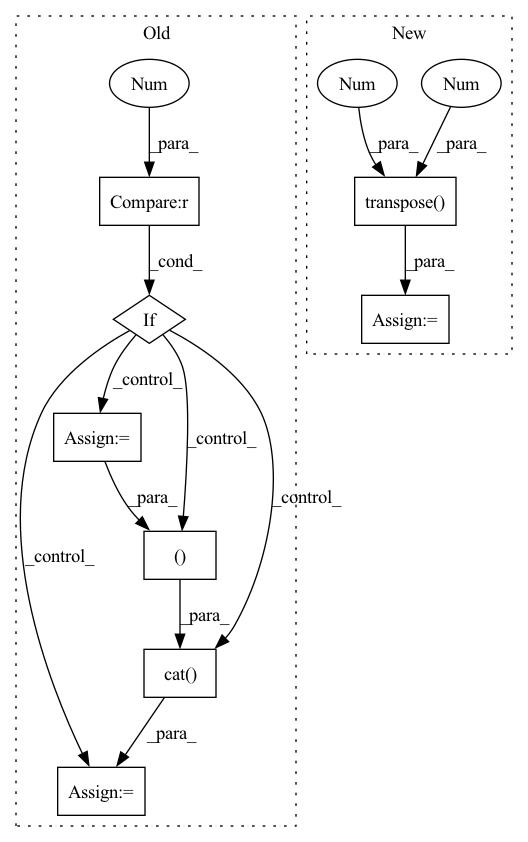 Old
New
Num
Num
Num
_para_
_para_
_para_
Compare:r
transpose()
_cond_
_para_
If
Assign:=
_control_
Assign:=
_control_
_control_
_para_
_control_
()
_para_
cat()
_para_
Assign:=